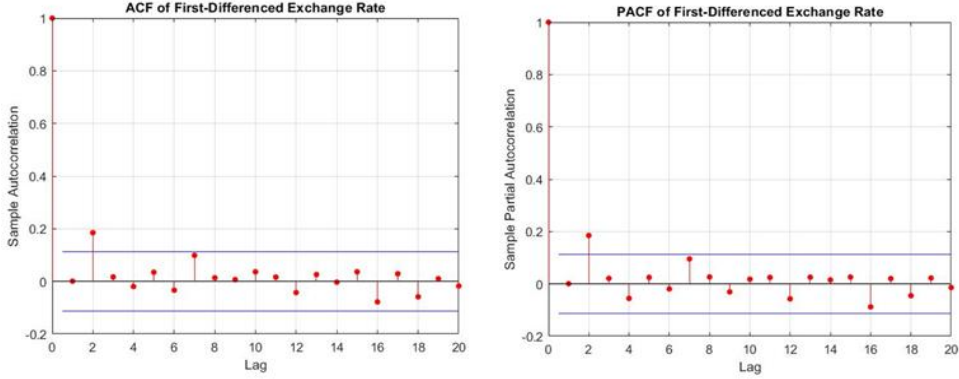 ACF of First-Differenced Exchange Rate
1
0.8
0.6
0.4
0.2
0
-0.2
Sample Autocorrelation
0 2 4 6 8 10 12 14 16 18 20
Lag
PACF of First-Differenced Exchange Rate
1
0.8
0.6
0.4
0.2
0
-0.2
Sample Partial Autocorrelation
0 2 4 6 8 10 12 14 16 18 20
Lag